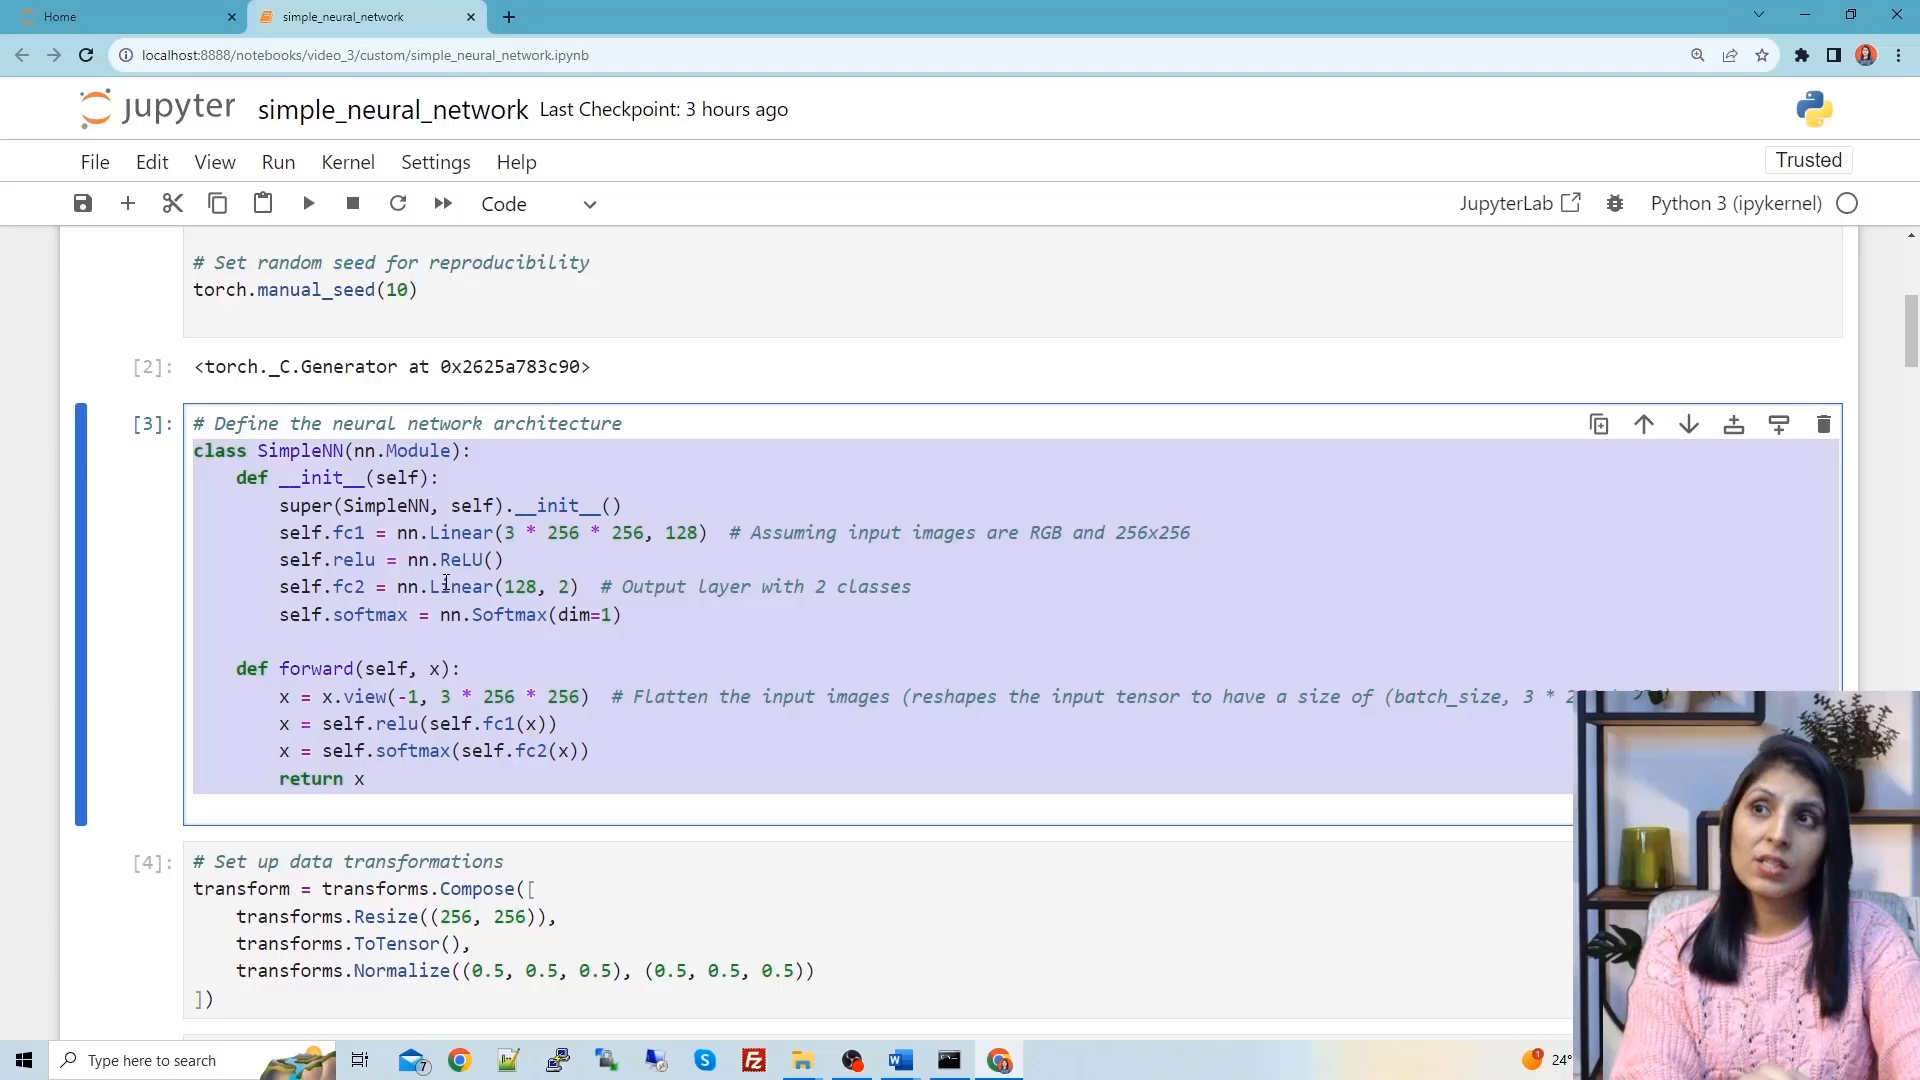 Home
simple_neural_network
localhost:8888/notebooks/video_3/custom/simple_neural_network.ipynb
jupyter simple_neural_network Last Checkpoint: 3 hours ago
File Edit View Run Kernel Settings Help
Trusted
Code
JupyterLab Python 3 (ipykernel)
# Set random seed for reproducibility
torch.manual_seed(10)
[2]: <torch._C.Generator at 0x2625a783c90>
[3]: # Define the neural network architecture
class SimpleNN(nn.Module):
    def __init__(self):
        super(SimpleNN, self).__init__()
        self.fc1 = nn.Linear(3 * 256 * 256, 128)  # Assuming input images are RGB and 256x256
        self.relu = nn.ReLU()
        self.fc2 = nn.Linear(128, 2)  # Output layer with 2 classes
        self.softmax = nn.Softmax(dim=1)
    def forward(self, x):
        x = x.view(-1, 3 * 256 * 256)  # Flatten the input images (reshapes the input tensor to have a size of (batch_size, 3 *
        x = self.relu(self.fc1(x))
        x = self.softmax(self.fc2(x))
        return x
[4]: # Set up data transformations
transform = transforms.Compose([
    transforms.Resize((256, 256)),
    transforms.ToTensor(),
    transforms.Normalize((0.5, 0.5, 0.5), (0.5, 0.5, 0.5))
])
Type here to search
7
1
24°